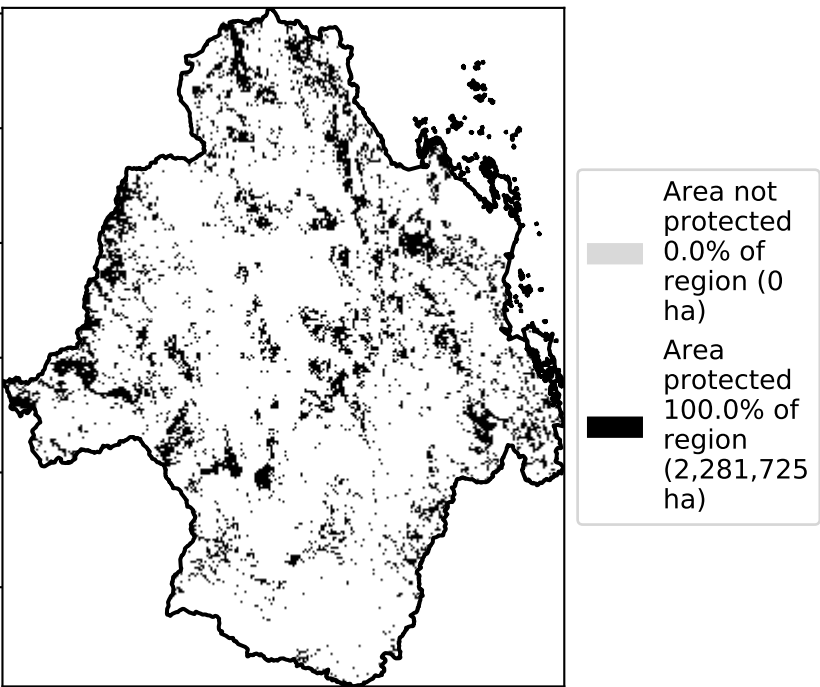 Area not
protected
0.0% of
region (0
ha)
Area
protected
100.0% of
region
(2,281,725
ha)